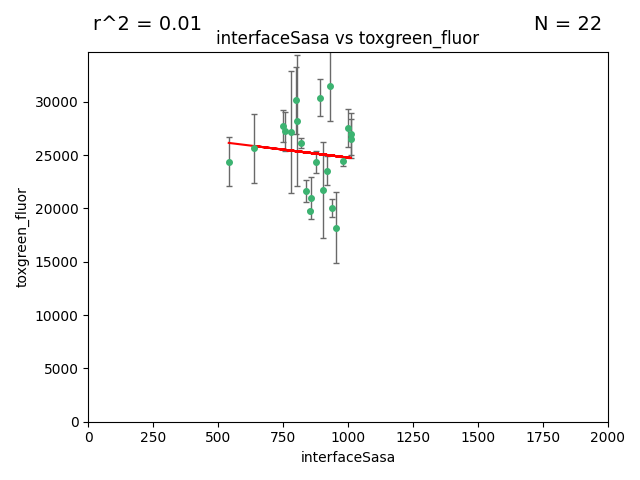 r^2 = 0.01
N = 22
interfaceSasa vs toxgreen_fluor
toxgreen_fluor
30000
25000
20000
15000
10000
5000
0
0 250 500 750 1000 1250 1500 1750 2000
interfaceSasa